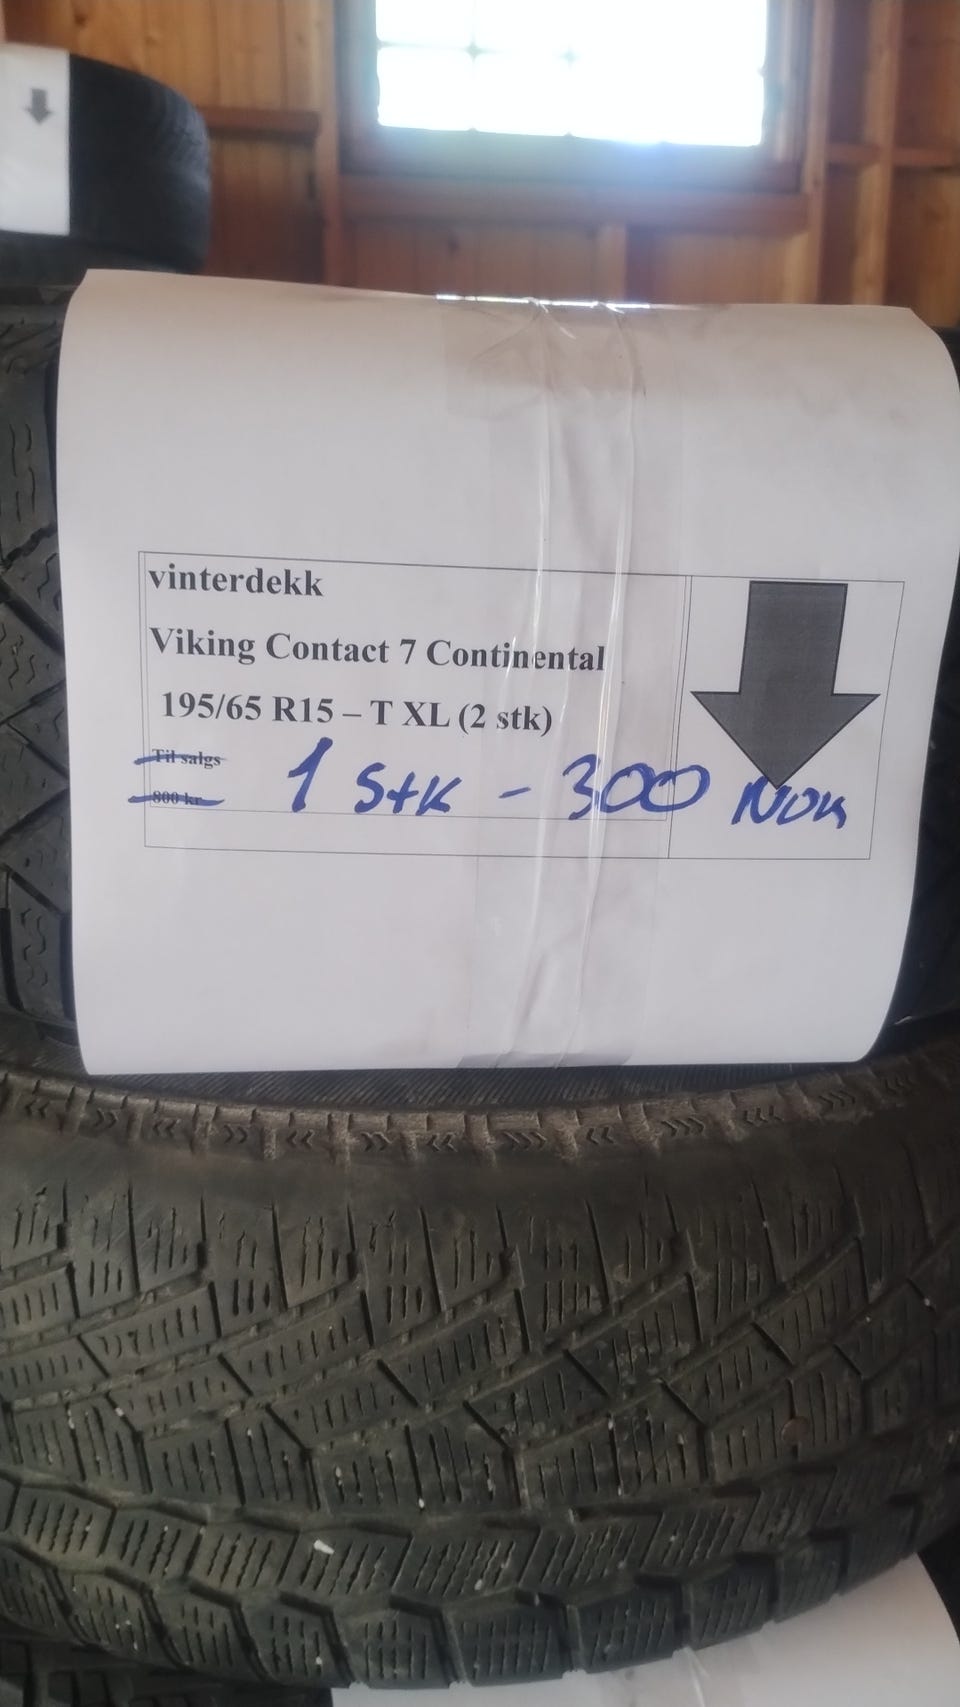 vinterdekk
Viking Contact 7 Continental
195/65 R15 – T XL (2 stk)
Til salgs
800 kr
1 Stk - 300 NOK